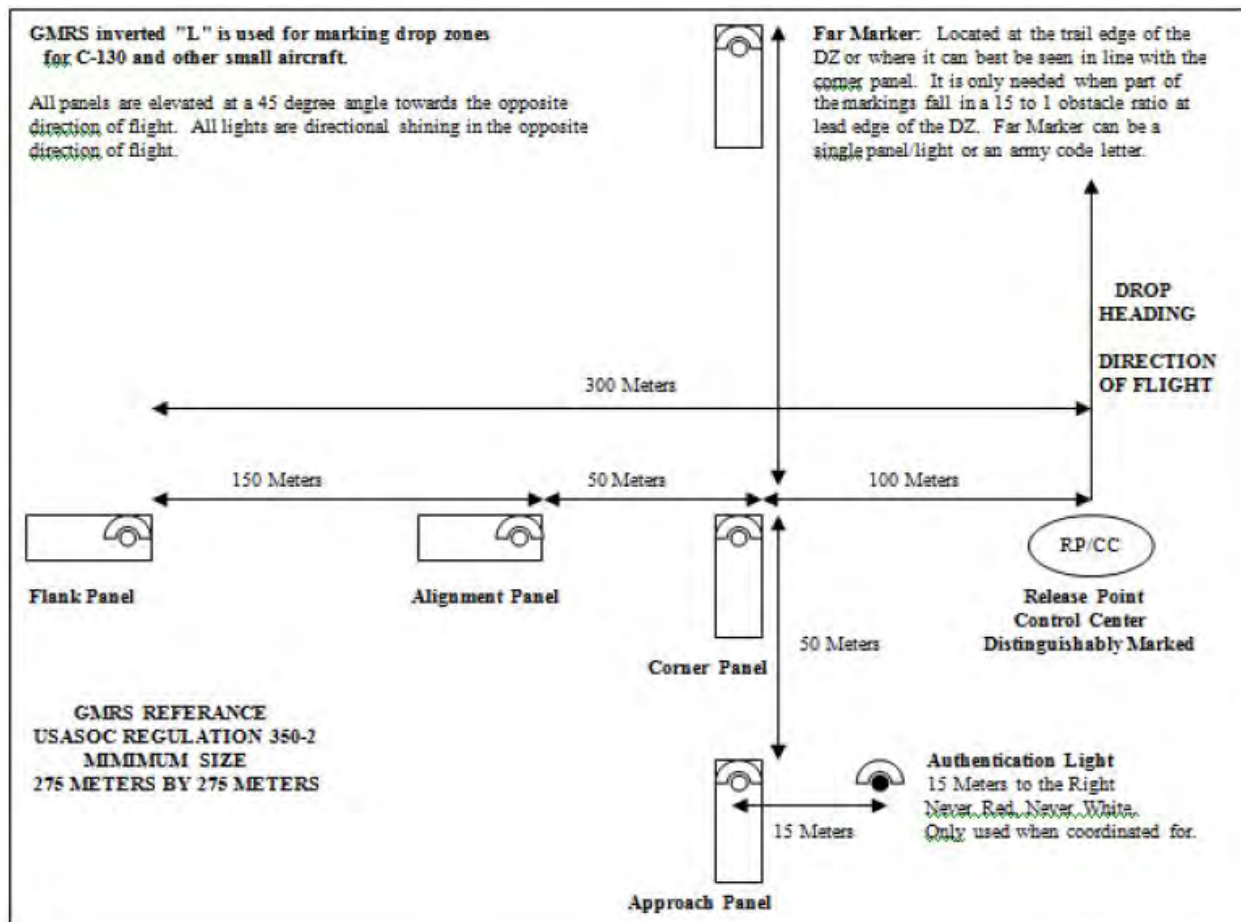 GMRS inverted "L" is used for marking drop zones
for C-130 and other small aircraft.
All panels are elevated at a 45 degree angle towards the opposite
direction of flight. All lights are directional shining in the opposite
direction of flight.
Far Marker: Located at the trail edge of the
DZ or where it can best be seen in line with the
corner panel. It is only needed when part of
the markings fall in a 15 to 1 obstacle ratio at
lead edge of the DZ. Far Marker can be a
single panel/light or an army code letter.
DROP
HEADING
DIRECTION
OF FLIGHT
300 Meters
150 Meters
50 Meters
100 Meters
RP/CC
Flank Panel
Alignment Panel
Release Point
Control Center
Distinguishably Marked
50 Meters
Corner Panel
GMRS REFERANCE
USASOC REGULATION 350-2
MIMIMUM SIZE
275 METERS BY 275 METERS
Authentication Light
15 Meters to the Right
Never Red, Never White.
Only used when coordinated for.
15 Meters
Approach Panel